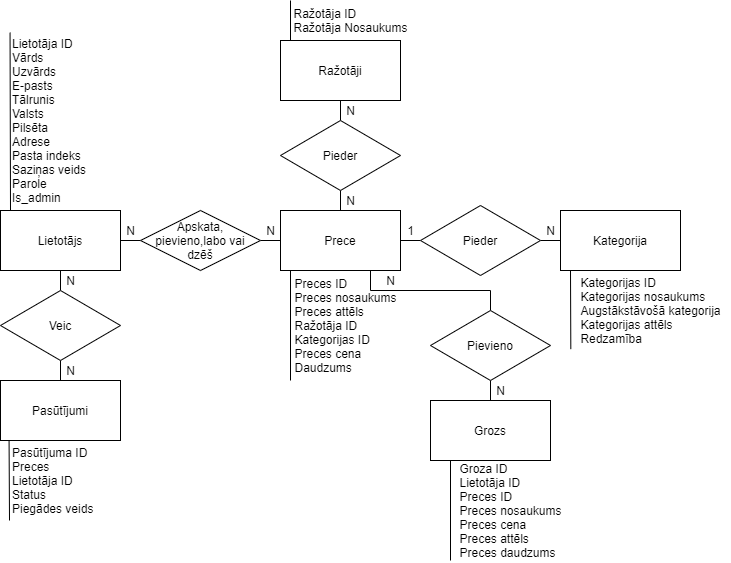 Ražotāja ID
Ražotāja Nosaukums
Ražotāji
N
Pieder
N
Lietotāja ID
Vārds
Uzvārds
E-pasts
Tālrunis
Valsts
Pilsēta
Adrese
Pasta indeks
Saziņas veids
Parole
Is_admin
Lietotājs
N
Apskata,
pievieno,labo vai
dzēš
N
Prece
1
Pieder
N
Kategorija
N
Veic
N
Pasūtījumi
Pasūtījuma ID
Preces
Lietotāja ID
Status
Piegādes veids
Preces ID
Preces nosaukums
Preces attēls
Ražotāja ID
Kategorijas ID
Preces cena
Daudzums
N
Pievieno
N
Grozs
Kategorijas ID
Kategorijas nosaukums
Augstākstāvošā kategorija
Kategorijas attēls
Redzamība
Groza ID
Lietotāja ID
Preces ID
Preces nosaukums
Preces cena
Preces attēls
Preces daudzums